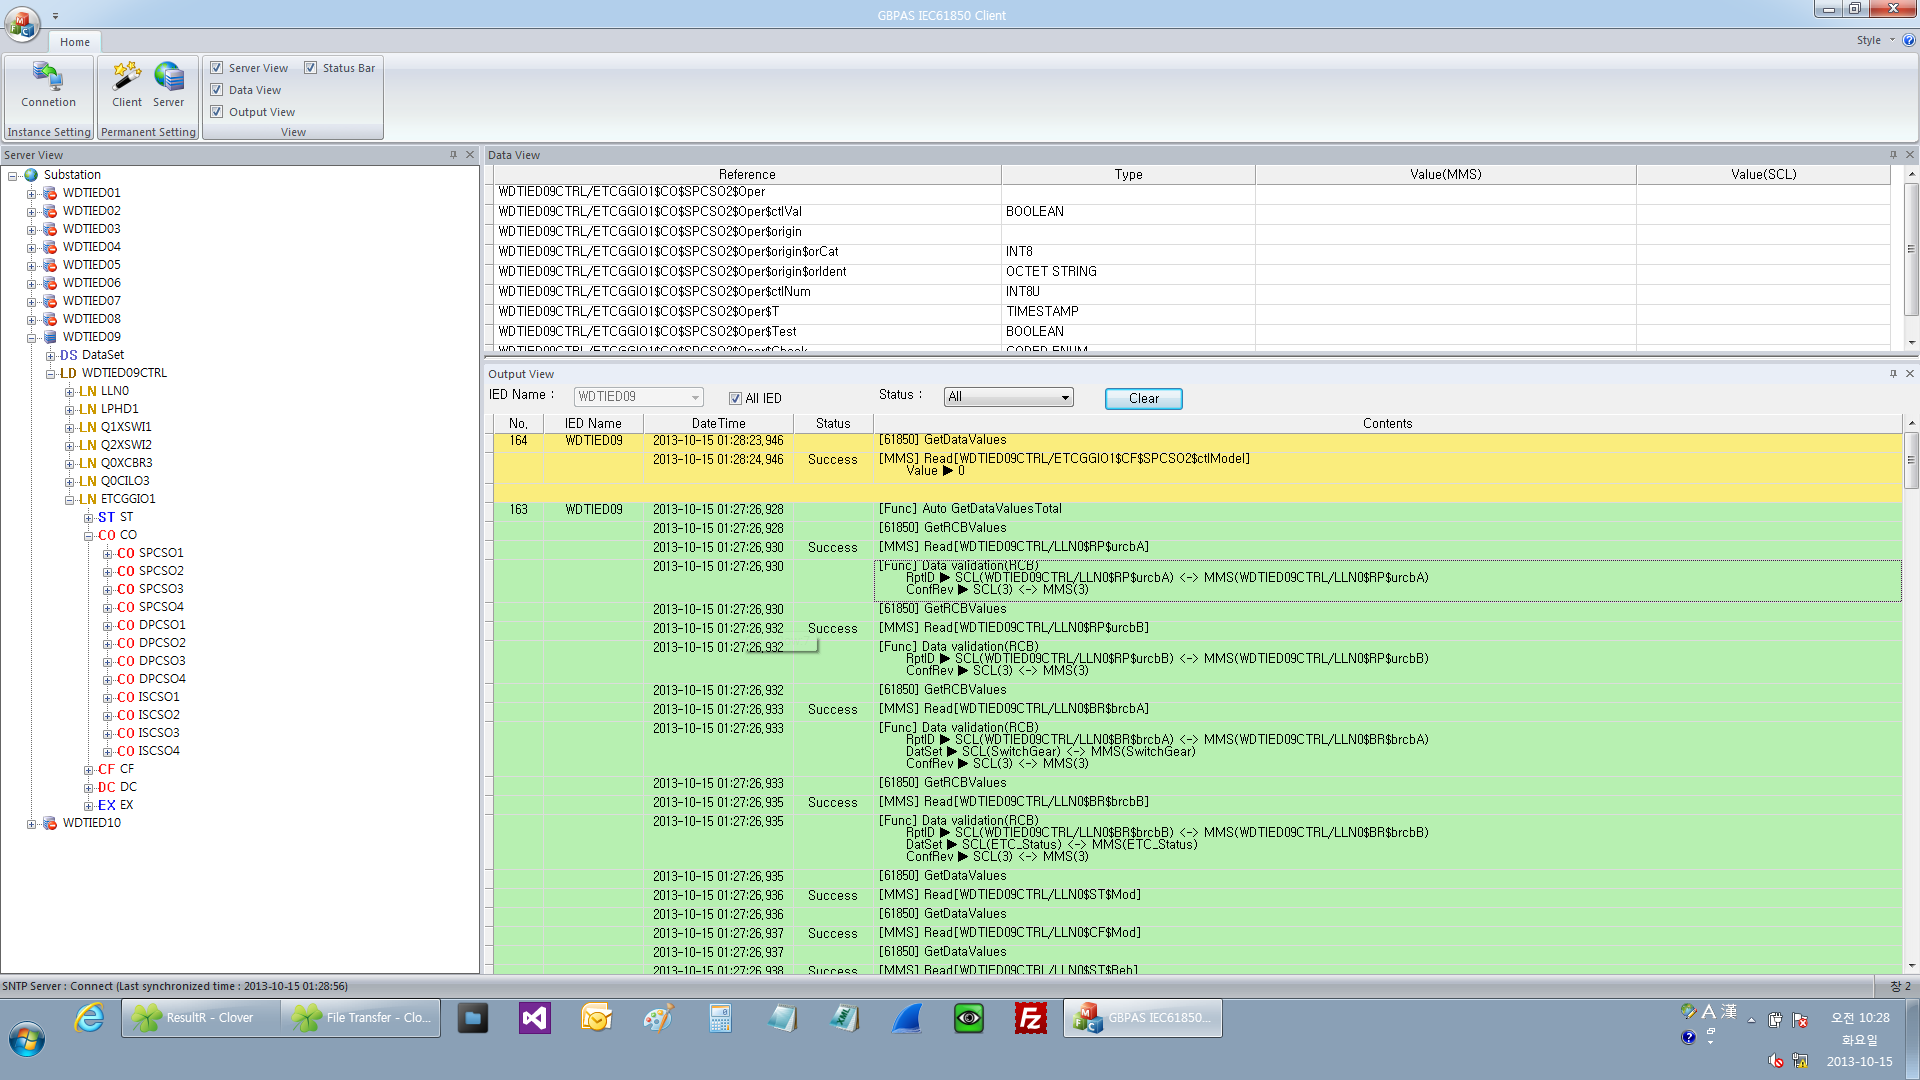 GBPAS IEC61850 Client
Home
Style
Connetion
Instance Setting
Client
Server
Permanent Setting
Server View
Status Bar
Data View
Output View
View
Server View
Substation
WDTIED01
WDTIED02
WDTIED03
WDTIED04
WDTIED05
WDTIED06
WDTIED07
WDTIED08
WDTIED09
DS DataSet
LD WDTIED09CTRL
LN LLN0
LN LPHD1
LN Q1XSWI1
LN Q2XSWI2
LN Q0XCBR3
LN Q0CILO3
LN ETCGGIO1
ST ST
CO CO
CO SPCSO1
CO SPCSO2
CO SPCSO3
CO SPCSO4
CO DPCSO1
CO DPCSO2
CO DPCSO3
CO DPCSO4
CO ISCSO1
CO ISCSO2
CO ISCSO3
CO ISCSO4
CF CF
DC DC
EX EX
WDTIED10
Data View
Reference Type Value(MMS) Value(SCL)
WDTIED09CTRL/ETCGGIO1$CO$SPCSO2$Oper
WDTIED09CTRL/ETCGGIO1$CO$SPCSO2$Oper$ctlVal BOOLEAN
WDTIED09CTRL/ETCGGIO1$CO$SPCSO2$Oper$origin
WDTIED09CTRL/ETCGGIO1$CO$SPCSO2$Oper$origin$orCat INT8
WDTIED09CTRL/ETCGGIO1$CO$SPCSO2$Oper$origin$orIdent OCTET STRING
WDTIED09CTRL/ETCGGIO1$CO$SPCSO2$Oper$ctlNum INT8U
WDTIED09CTRL/ETCGGIO1$CO$SPCSO2$Oper$T TIMESTAMP
WDTIED09CTRL/ETCGGIO1$CO$SPCSO2$Oper$Test BOOLEAN
WDTIED09CTRL/ETCGGIO1$CO$SPCSO2$Oper$Check CODED ENUM
Output View
IED Name : WDTIED09 All IED Status : All Clear
No, IED Name DateTime Status Contents
164 WDTIED09 2013-10-15 01:28:23,946 [61850] GetDataValues
2013-10-15 01:28:24,946 Success [MMS] Read[WDTIED09CTRL/ETCGGIO1$CF$SPCSO2$ctlModel]
Value ▶ 0
163 WDTIED09 2013-10-15 01:27:26,928 [Func] Auto GetDataValuesTotal
2013-10-15 01:27:26,928 [61850] GetRCBValues
2013-10-15 01:27:26,930 Success [MMS] Read[WDTIED09CTRL/LLN0$RP$urcbA]
2013-10-15 01:27:26,930 [Func] Data validation(RCB)
RptID ▶ SCL(WDTIED09CTRL/LLN0$RP$urcbA) <-> MMS(WDTIED09CTRL/LLN0$RP$urcbA)
ConfRev ▶ SCL(3) <-> MMS(3)
2013-10-15 01:27:26,930 [61850] GetRCBValues
2013-10-15 01:27:26,932 Success [MMS] Read[WDTIED09CTRL/LLN0$RP$urcbB]
2013-10-15 01:27:26,932 [Func] Data validation(RCB)
RptID ▶ SCL(WDTIED09CTRL/LLN0$RP$urcbB) <-> MMS(WDTIED09CTRL/LLN0$RP$urcbB)
ConfRev ▶ SCL(3) <-> MMS(3)
2013-10-15 01:27:26,932 [61850] GetRCBValues
2013-10-15 01:27:26,933 Success [MMS] Read[WDTIED09CTRL/LLN0$BR$brcbA]
2013-10-15 01:27:26,933 [Func] Data validation(RCB)
RptID ▶ SCL(WDTIED09CTRL/LLN0$BR$brcbA) <-> MMS(WDTIED09CTRL/LLN0$BR$brcbA)
DatSet ▶ SCL(SwitchGear) <-> MMS(SwitchGear)
ConfRev ▶ SCL(3) <-> MMS(3)
2013-10-15 01:27:26,933 [61850] GetRCBValues
2013-10-15 01:27:26,935 Success [MMS] Read[WDTIED09CTRL/LLN0$BR$brcbB]
2013-10-15 01:27:26,935 [Func] Data validation(RCB)
RptID ▶ SCL(WDTIED09CTRL/LLN0$BR$brcbB) <-> MMS(WDTIED09CTRL/LLN0$BR$brcbB)
DatSet ▶ SCL(ETC_Status) <-> MMS(ETC_Status)
ConfRev ▶ SCL(3) <-> MMS(3)
2013-10-15 01:27:26,935 [61850] GetDataValues
2013-10-15 01:27:26,936 Success [MMS] Read[WDTIED09CTRL/LLN0$ST$Mod]
2013-10-15 01:27:26,936 [61850] GetDataValues
2013-10-15 01:27:26,937 Success [MMS] Read[WDTIED09CTRL/LLN0$CF$Mod]
2013-10-15 01:27:26,937 [61850] GetDataValues
2013-10-15 01:27:26,938 Success [MMS] Read[WDTIED09CTRL/LLN0$ST$Beh]
SNTP Server : Connect (Last synchronized time : 2013-10-15 01:28:56)
창 2
ResultR - Clover
File Transfer - Clo...
GBPAS IEC61850...
A 漢
오전 10:28
화요일
2013-10-15